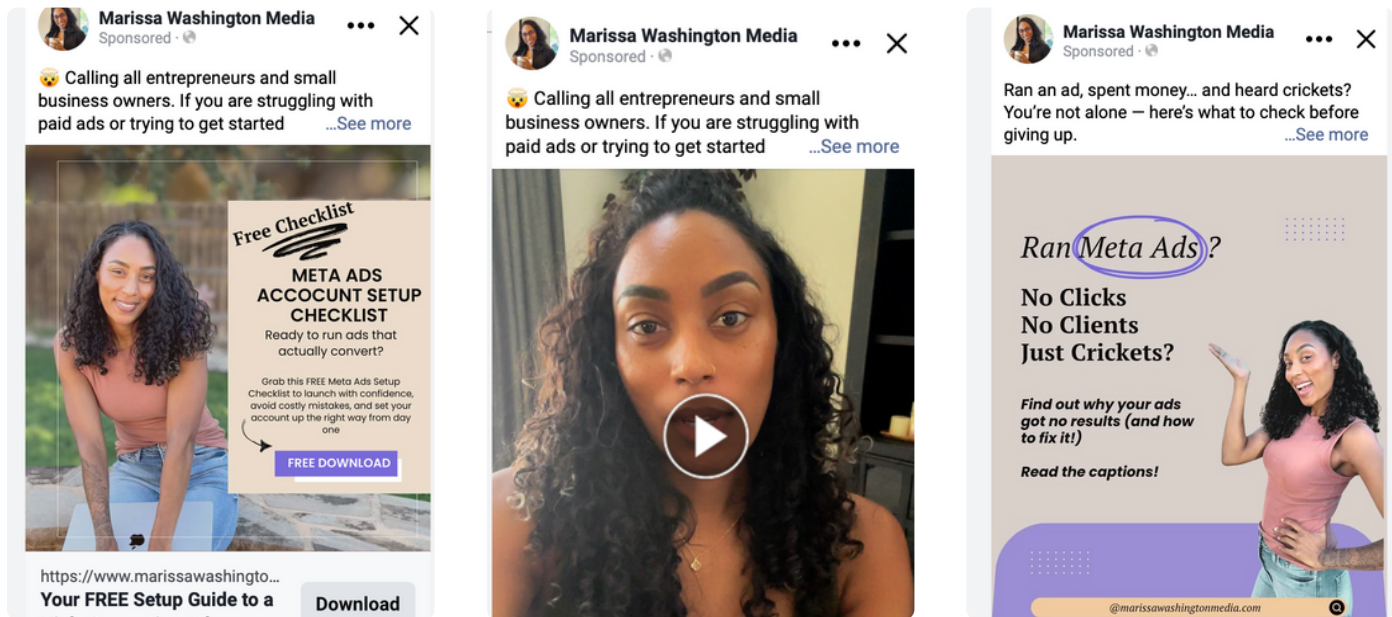 Marissa Washington Media
Sponsored ·
🤯 Calling all entrepreneurs and small
business owners. If you are struggling with
paid ads or trying to get started ...See more
Free Checklist
META ADS
ACCOCUNT SETUP
CHECKLIST
Ready to run ads that
actually convert?
Grab this FREE Meta Ads Setup
Checklist to launch with confidence,
avoid costly mistakes, and set your
account up the right way from day
one
FREE DOWNLOAD
https://www.marissawashingto...
Your FREE Setup Guide to a
Download
Marissa Washington Media
Sponsored ·
🤯 Calling all entrepreneurs and small
business owners. If you are struggling with
paid ads or trying to get started ...See more
Marissa Washington Media
Sponsored ·
Ran an ad, spent money... and heard crickets?
You're not alone — here's what to check before
giving up. ...See more
Ran Meta Ads ?
No Clicks
No Clients
Just Crickets?
Find out why your ads
got no results (and how
to fix it!)
Read the captions!
@marissawashingtonmedia.com